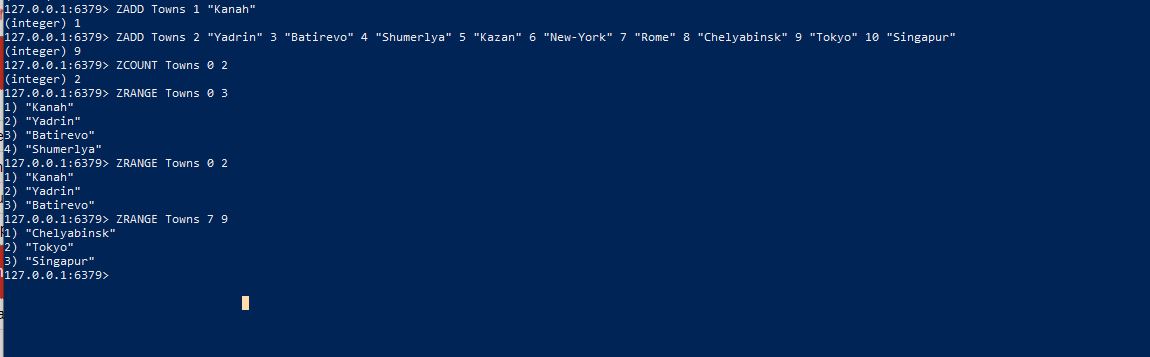 127.0.0.1:6379> ZADD Towns 1 "Kanah"
(integer) 1
127.0.0.1:6379> ZADD Towns 2 "Yadrin" 3 "Batirevo" 4 "Shumerlya" 5 "Kazan" 6 "New-York" 7 "Rome" 8 "Chelyabinsk" 9 "Tokyo" 10 "Singapur"
(integer) 9
127.0.0.1:6379> ZCOUNT Towns 0 2
(integer) 2
127.0.0.1:6379> ZRANGE Towns 0 3
1) "Kanah"
2) "Yadrin"
3) "Batirevo"
4) "Shumerlya"
127.0.0.1:6379> ZRANGE Towns 0 2
1) "Kanah"
2) "Yadrin"
3) "Batirevo"
127.0.0.1:6379> ZRANGE Towns 7 9
1) "Chelyabinsk"
2) "Tokyo"
3) "Singapur"
127.0.0.1:6379>